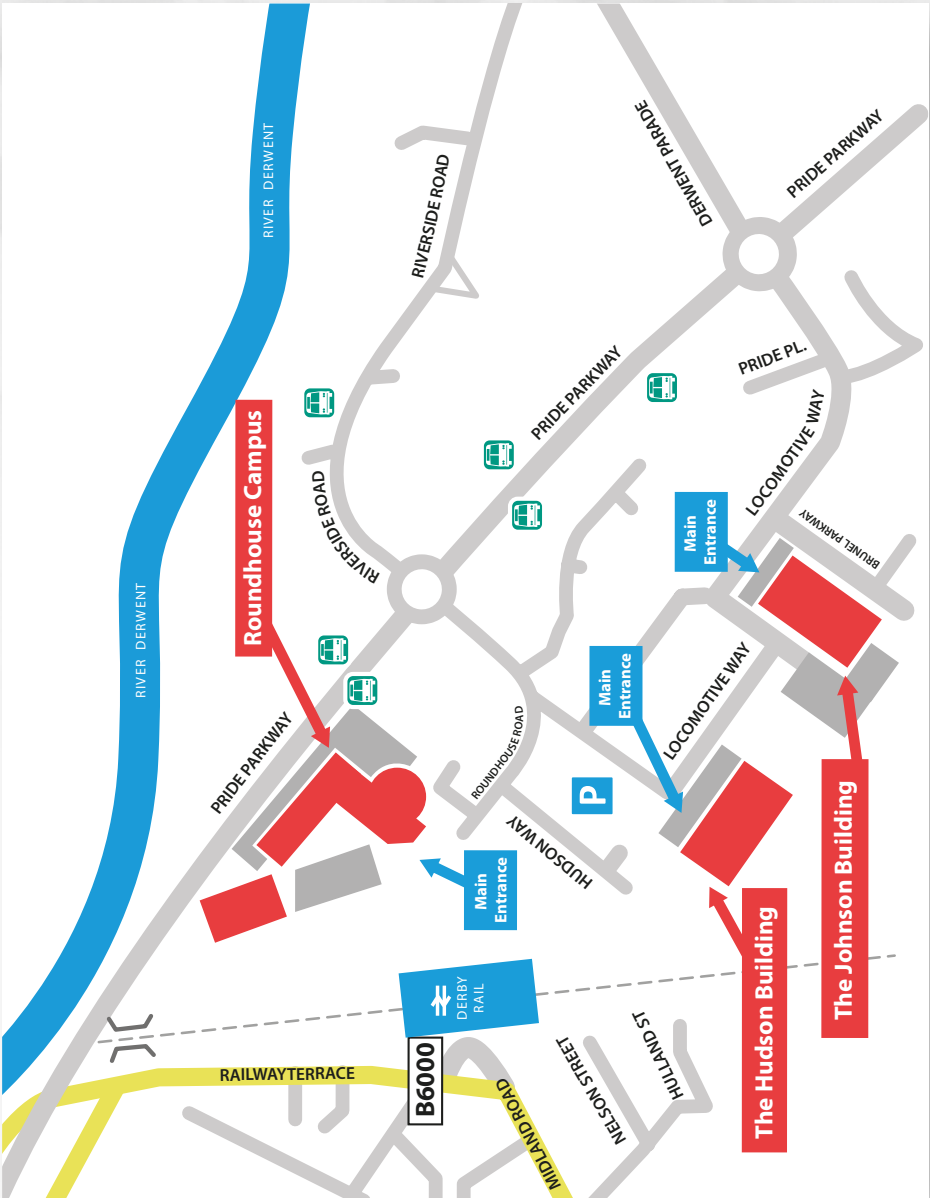 RIVER DERWENT
RIVER DERWENT
RIVERSIDE ROAD
DERWENT PARADE
PRIDE PARKWAY
PRIDE PL.
PRIDE PARKWAY
Roundhouse Campus
RIVERSIDE ROAD
LOCOMOTIVE WAY
Main
Entrance
BRUNEL PARKWAY
PRIDE PARKWAY
Main
Entrance
LOCOMOTIVE WAY
ROUNDHOUSE ROAD
P
HUDSON WAY
Main
Entrance
The Johnson Building
The Hudson Building
DERBY
RAIL
RAILWAYTERRACE
B6000
MIDLAND ROAD
NELSON STREET
HULLAND ST